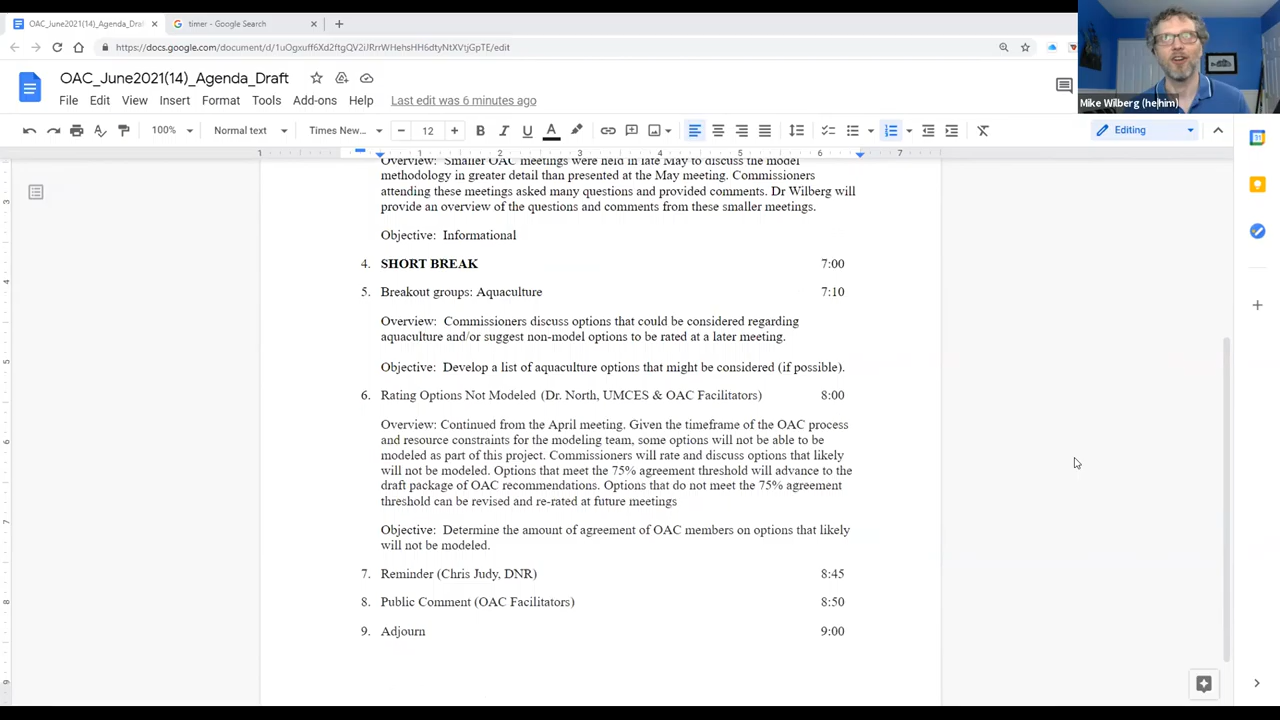 OAC_June2021(14)_Agenda_Dra
timer - Google Search
https://docs.google.com/document/d/1uOgxuff6Xd2ftgQV2iJRrrWHehsHH6dtyNtXVtjGpTE/edit
OAC_June2021(14)_Agenda_Draft
File Edit View Insert Format Tools Add-ons Help Last edit was 6 minutes ago
Mike Wilberg (he|him)
100% Normal text Times New... 12 Editing
1 1 2 3 4 5 6 7
Overview: Smaller OAC meetings were held in late May to discuss the model
methodology in greater detail than presented at the May meeting. Commissioners
attending these meetings asked many questions and provided comments. Dr Wilberg will
provide an overview of the questions and comments from these smaller meetings.
Objective: Informational
4. SHORT BREAK 7:00
5. Breakout groups: Aquaculture 7:10
Overview: Commissioners discuss options that could be considered regarding
aquaculture and/or suggest non-model options to be rated at a later meeting.
Objective: Develop a list of aquaculture options that might be considered (if possible).
6. Rating Options Not Modeled (Dr. North, UMCES & OAC Facilitators) 8:00
Overview: Continued from the April meeting. Given the timeframe of the OAC process
and resource constraints for the modeling team, some options will not be able to be
modeled as part of this project. Commissioners will rate and discuss options that likely
will not be modeled. Options that meet the 75% agreement threshold will advance to the
draft package of OAC recommendations. Options that do not meet the 75% agreement
threshold can be revised and re-rated at future meetings
Objective: Determine the amount of agreement of OAC members on options that likely
will not be modeled.
7. Reminder (Chris Judy, DNR) 8:45
8. Public Comment (OAC Facilitators) 8:50
9. Adjourn 9:00